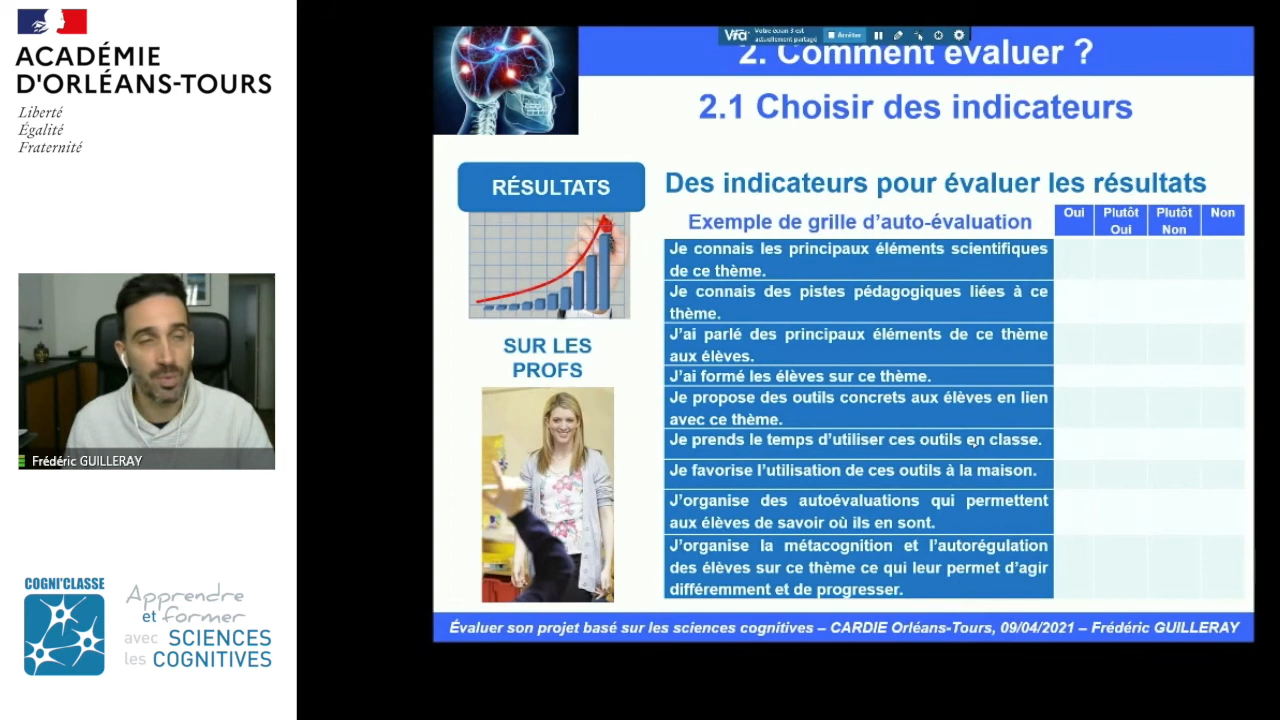 ACADÉMIE
D'ORLÉANS-TOURS
Liberté
Égalité
Fraternité
Frédéric GUILLERAY
COGNI'CLASSE
Apprendre
et former
avec SCIENCES
les COGNITIVES
Votre écran 3 est
actuellement partagé
Arrêter
2. Comment évaluer ?
2.1 Choisir des indicateurs
RÉSULTATS
SUR LES
PROFS
Des indicateurs pour évaluer les résultats
Exemple de grille d'auto-évaluation
Oui
Plutôt
Oui
Plutôt
Non
Non
Je connais les principaux éléments scientifiques
de ce thème.
Je connais des pistes pédagogiques liées à ce
thème.
J'ai parlé des principaux éléments de ce thème
aux élèves.
J'ai formé les élèves sur ce thème.
Je propose des outils concrets aux élèves en lien
avec ce thème.
Je prends le temps d'utiliser ces outils en classe.
Je favorise l'utilisation de ces outils à la maison.
J'organise des autoévaluations qui permettent
aux élèves de savoir où ils en sont.
J'organise la métacognition et l'autorégulation
des élèves sur ce thème ce qui leur permet d'agir
différemment et de progresser.
Évaluer son projet basé sur les sciences cognitives – CARDIE Orléans-Tours, 09/04/2021 – Frédéric GUILLERAY